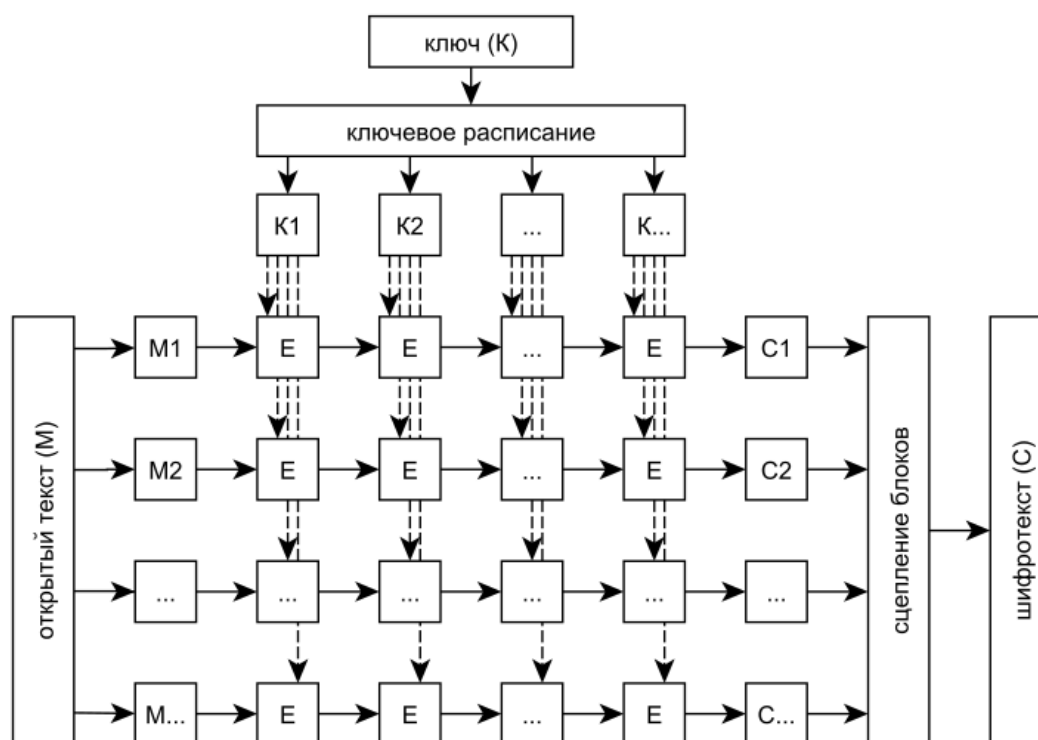 ключ (К)
ключевое расписание
К1 К2 ... К...
открытый текст (М)
М1 Е Е ... Е С1
М2 Е Е ... Е С2
... ... ... ... ... ...
М... Е Е ... Е С...
сцепление блоков
шифротекст (С)